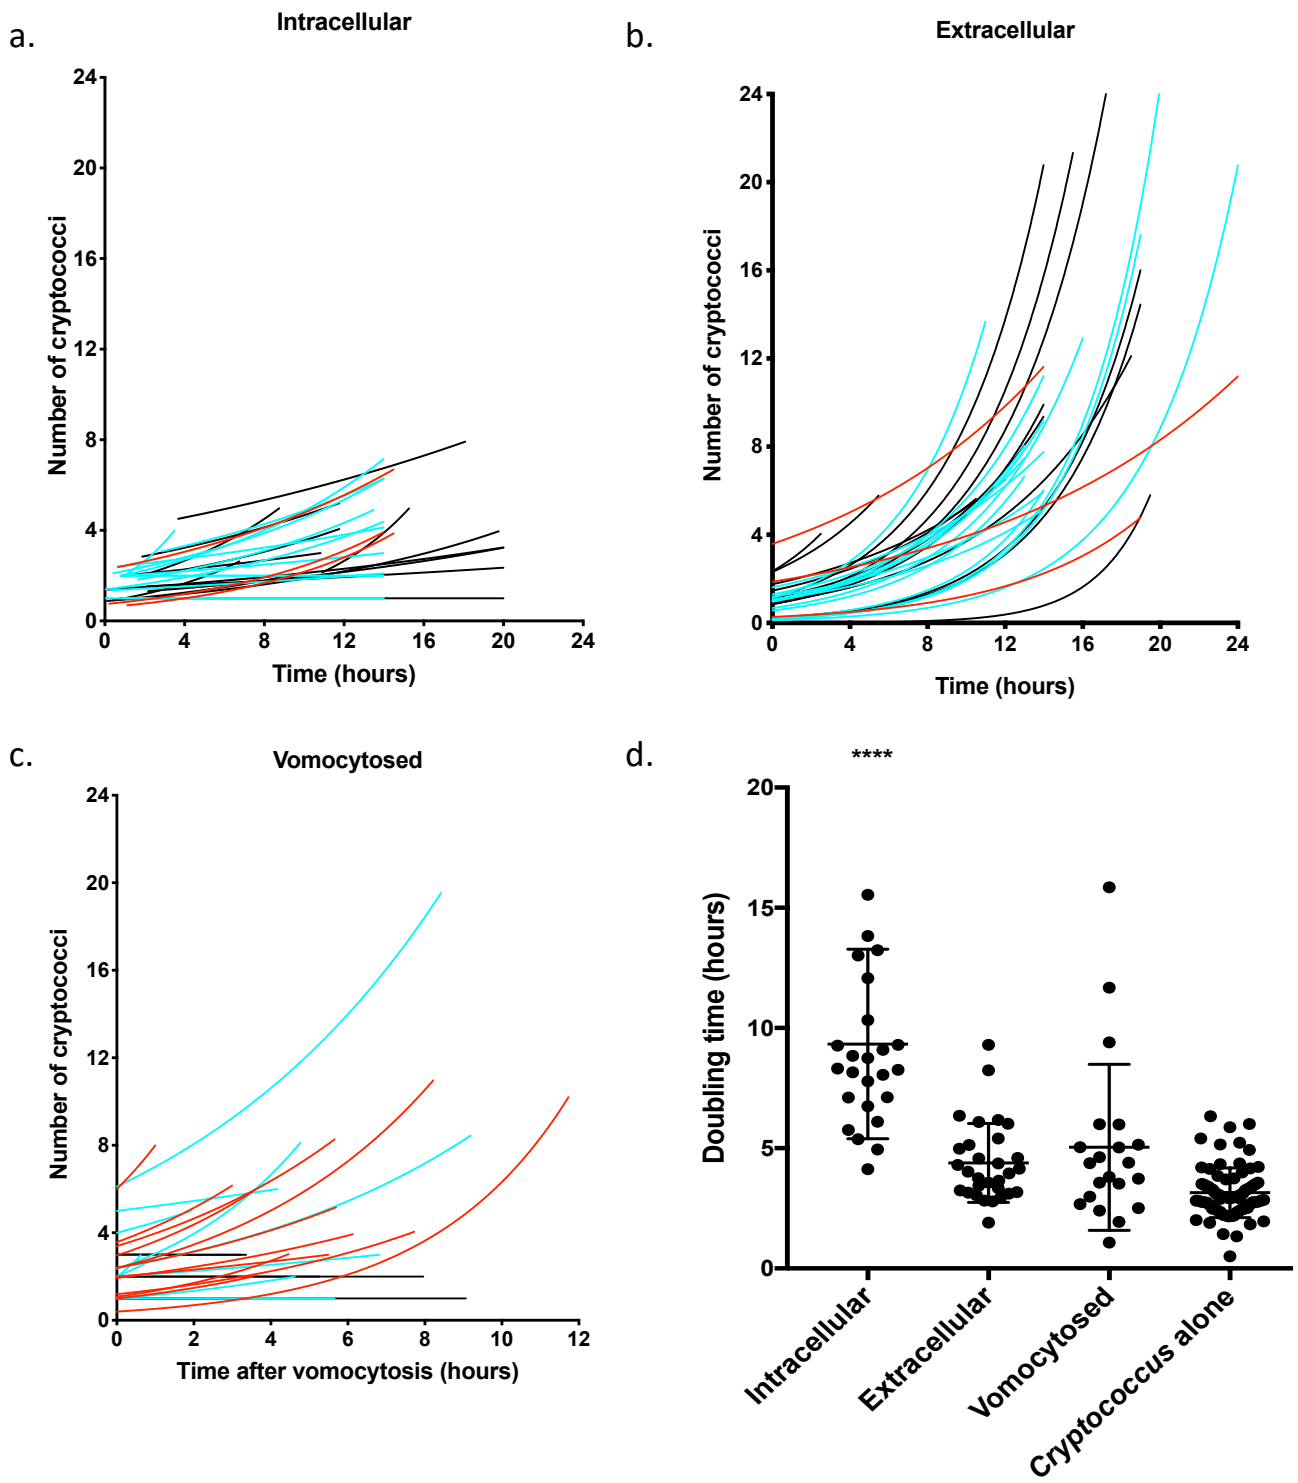 a.
Intracellular
24
20
16
12
8
4
0
Number of cryptococci
0 4 8 12 16 20 24
Time (hours)
b.
Extracellular
24
20
16
12
8
4
0
Number of cryptococci
0 4 8 12 16 20 24
Time (hours)
c.
Vomocytosed
24
20
16
12
8
4
0
Number of cryptococci
0 2 4 6 8 10 12
Time after vomocytosis (hours)
d.
****
20
15
10
5
0
Doubling time (hours)
Intracellular
Extracellular
Vomocytosed
Cryptococcus alone